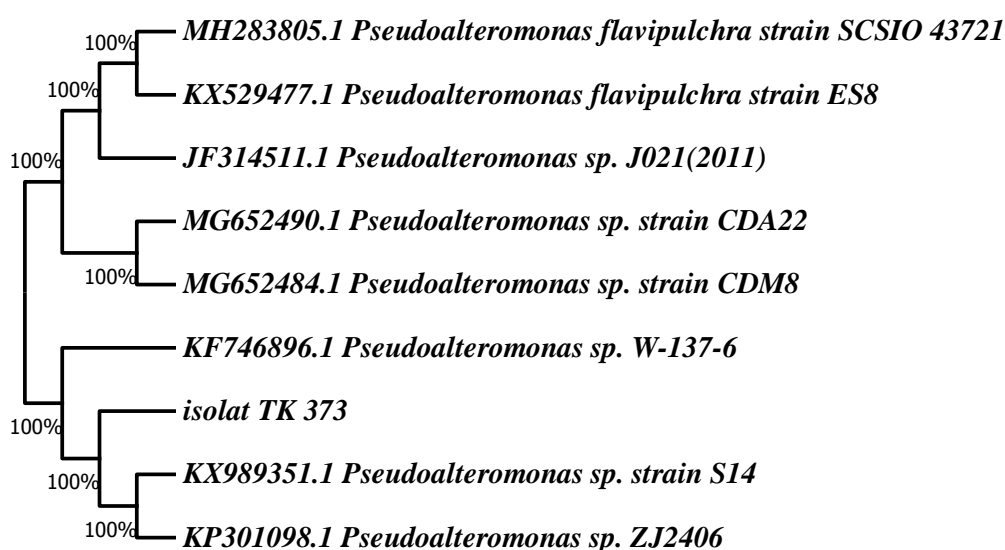 100%
MH283805.1 Pseudoalteromonas flavipulchra strain SCSIO 43721
100%
KX529477.1 Pseudoalteromonas flavipulchra strain ES8
100%
JF314511.1 Pseudoalteromonas sp. J021(2011)
MG652490.1 Pseudoalteromonas sp. strain CDA22
100%
MG652484.1 Pseudoalteromonas sp. strain CDM8
KF746896.1 Pseudoalteromonas sp. W-137-6
isolat TK 373
100%
KX989351.1 Pseudoalteromonas sp. strain S14
100%
100%
KP301098.1 Pseudoalteromonas sp. ZJ2406